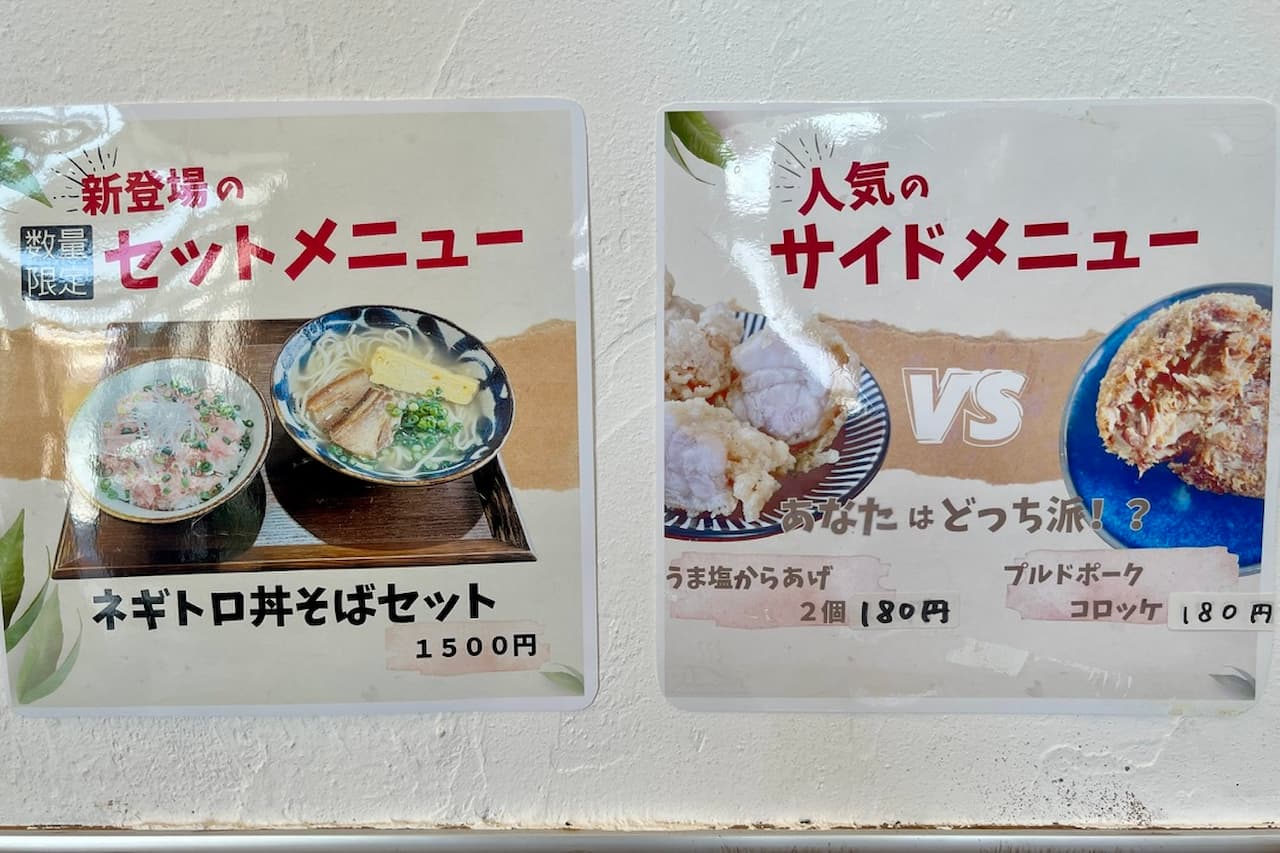 新登場の
数量
限定
セットメニュー
ネギトロ丼そばセット
1500円
人気の
サイドメニュー
VS
あなたはどっち派!?
うま塩からあげ
2個 180円
プルドポーク
コロッケ 180円